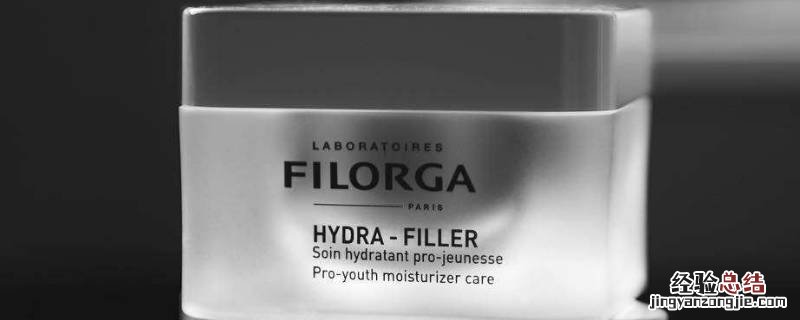 LABORATOIRES
FILORGA
PARIS
HYDRA - FILLER
Soin hydratant pro-jeunesse
Pro-youth moisturizer care
经验总结
jingyanzongjie.com